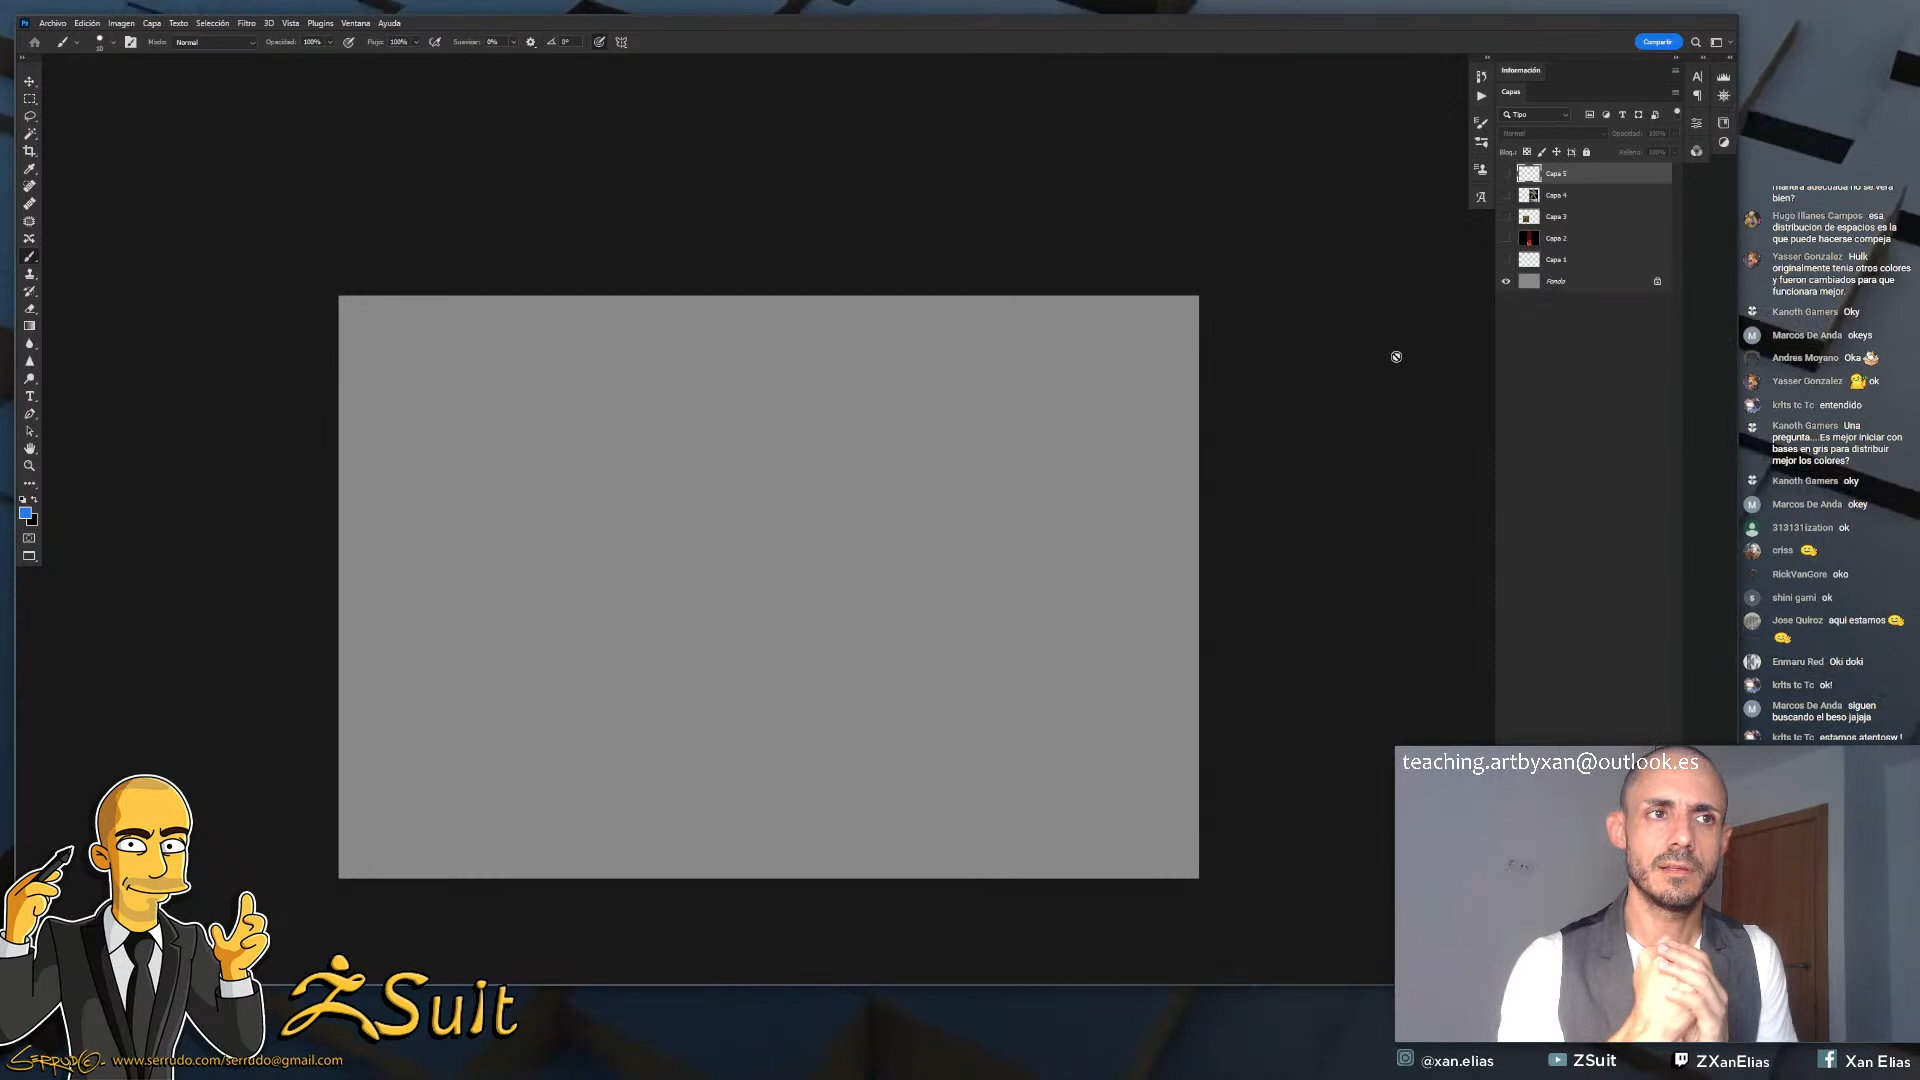 Ps Archivo Edición Imagen Capa Texto Selección Filtro 3D Vista Plugins Ventana Ayuda
10 Modo: Normal Opacidad: 100% Flujo: 100% Suavizar: 0% 0° Compartir
Información
Capas
Tipo
Normal Opacidad: 100%
Bloq.: Relleno: 100%
Capa 5
Capa 4
Capa 3
Capa 2
Capa 1
Fondo
manera adecuada no se verá
bien?
Hugo Illanes Campos esa
distribucion de espacios es la
que puede hacerse compeja
Yasser Gonzalez Hulk
originalmente tenía otros colores
y fueron cambiados para que
funcionara mejor.
Kanoth Gamers Oky
Marcos De Anda okeys
Andres Moyano Oka
Yasser Gonzalez ok
krlts tc Tc entendido
Kanoth Gamers Una
pregunta....Es mejor iniciar con
bases en gris para distribuir
mejor los colores?
Kanoth Gamers oky
Marcos De Anda okey
313131ization ok
criss
RickVanGore oko
shini gami ok
Jose Quiroz aqui estamos
Enmaru Red Oki doki
krlts tc Tc ok!
Marcos De Anda siguen
buscando el beso jajaja
krlts tc Tc estamos atentosw !
teaching.artbyxan@outlook.es
ZSuit
SERRUDO©- www.serrudo.com/serrudo@gmail.com
@xan.elias ZSuit ZXanElias Xan Elias